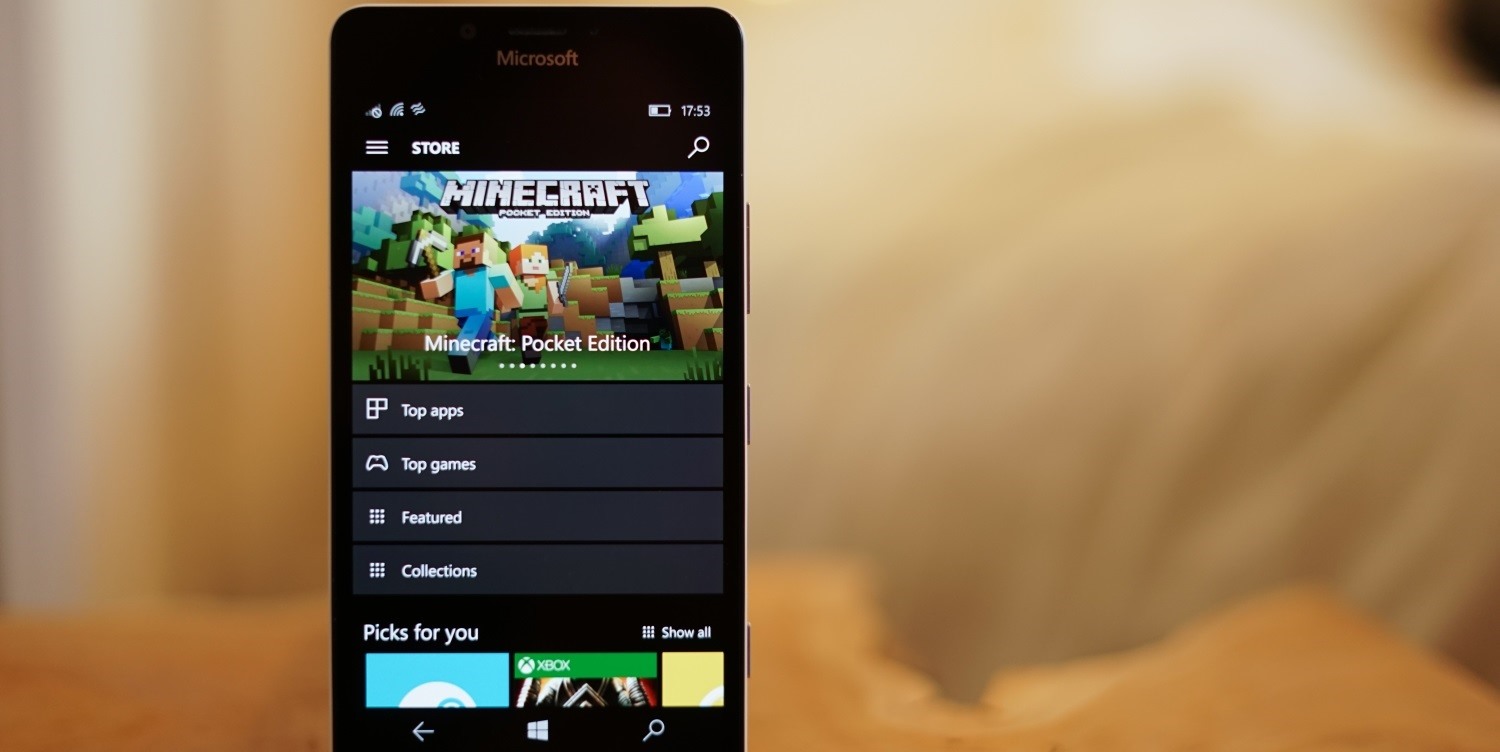 Microsoft
17:53
STORE
MINECRAFT
POCKET EDITION
Minecraft: Pocket Edition
Top apps
Top games
Featured
Collections
Picks for you
Show all
XBOX